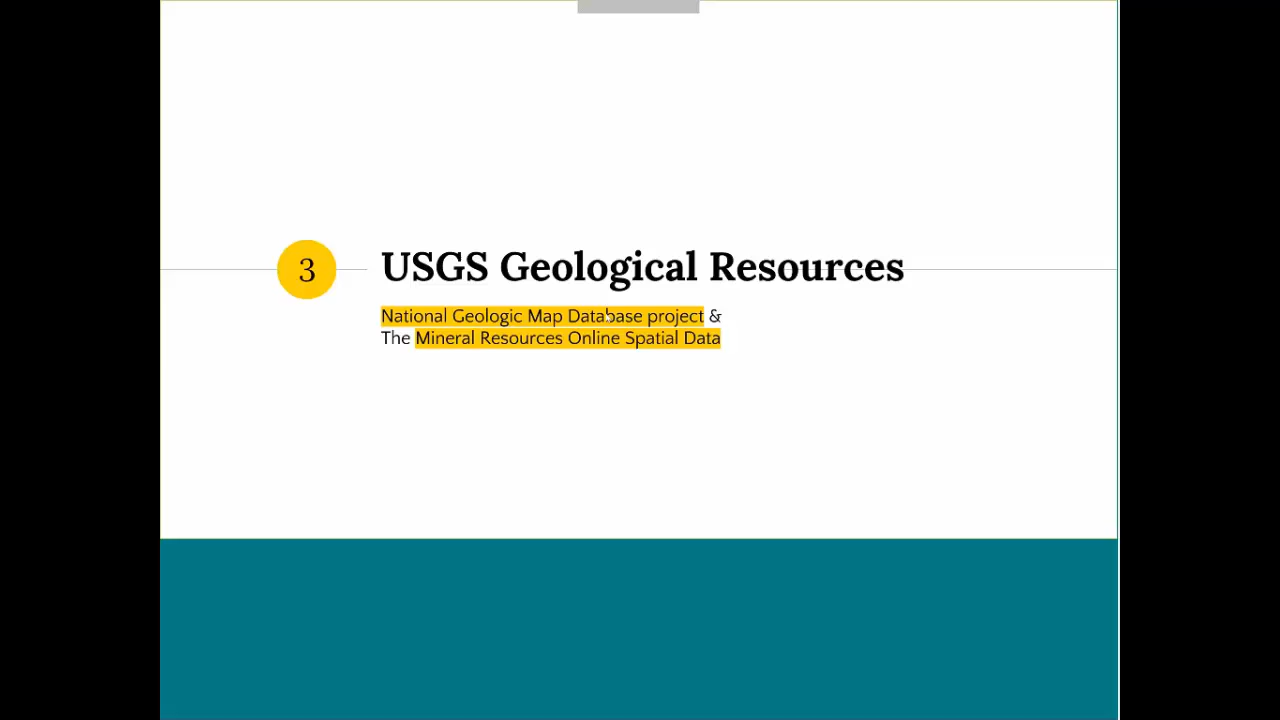 3
USGS Geological Resources
National Geologic Map Database project &
The Mineral Resources Online Spatial Data